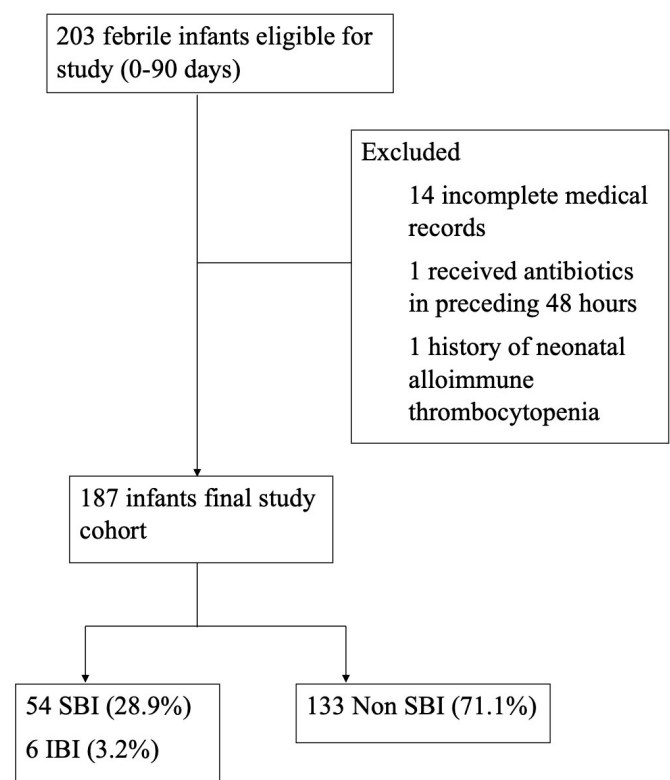 203 febrile infants eligible for
study (0-90 days)
Excluded
14 incomplete medical
records
1 received antibiotics
in preceding 48 hours
1 history of neonatal
alloimmune
thrombocytopenia
187 infants final study
cohort
54 SBI (28.9%)
6 IBI (3.2%)
133 Non SBI (71.1%)